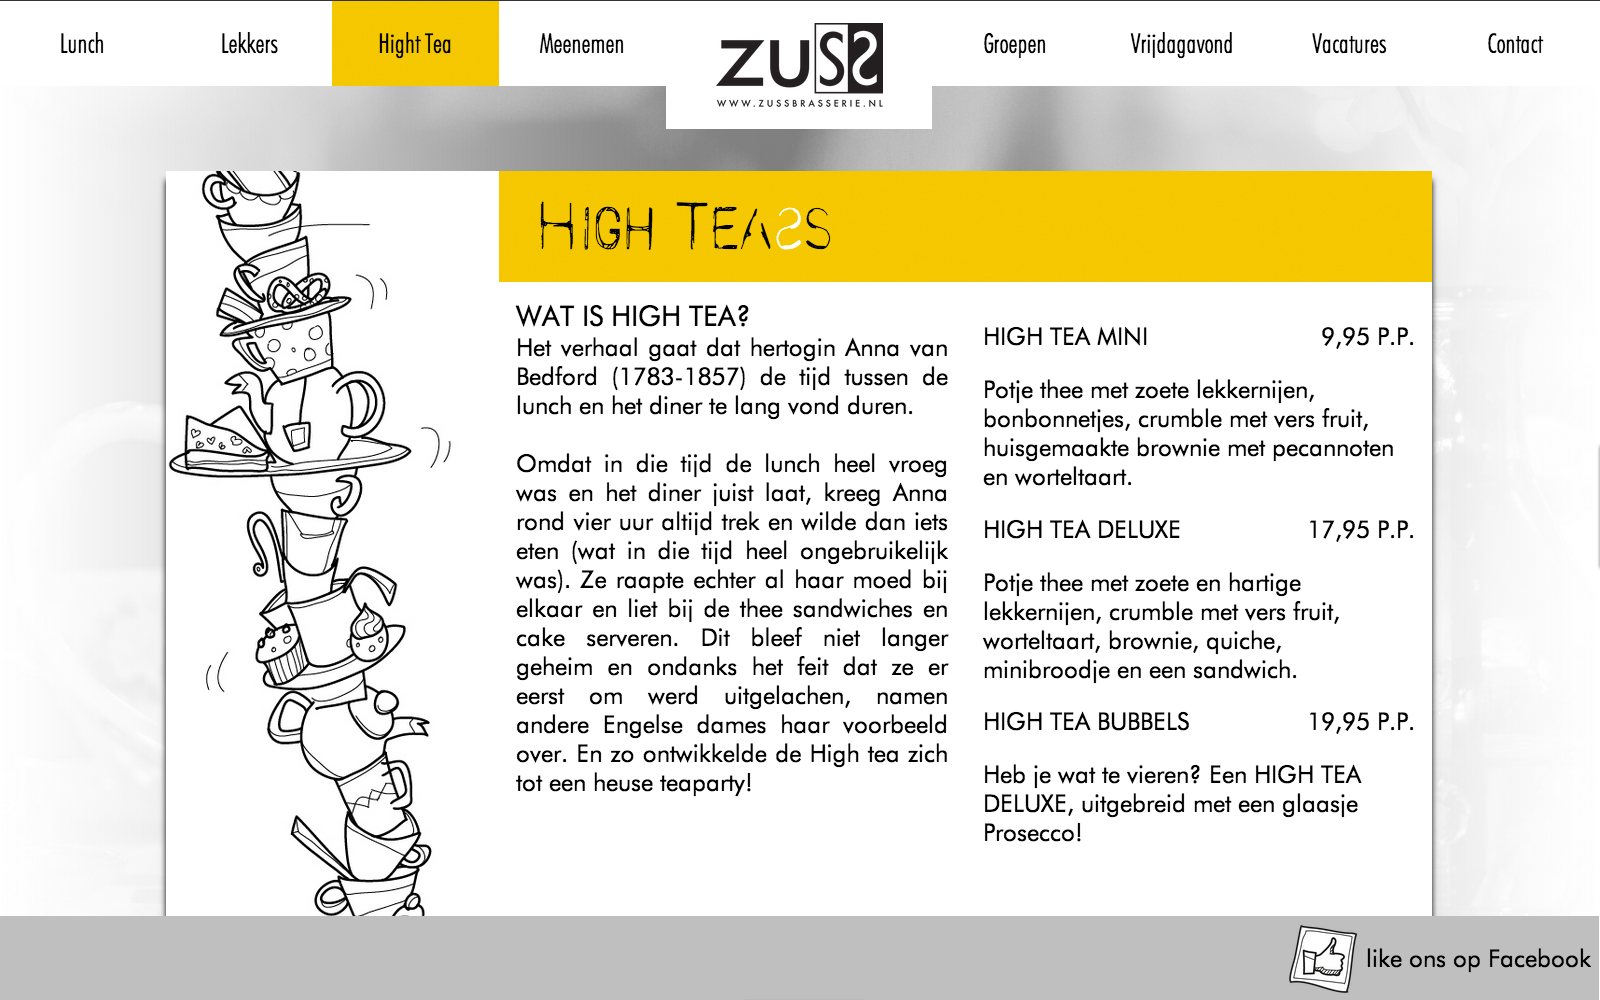 Lunch
Lekkers
Hight Tea
Meenemen
ZUSS
WWW.ZUSSBRASSERIE.NL
Groepen
Vrijdagavond
Vacatures
Contact
HIGH TEASS
WAT IS HIGH TEA?
Het verhaal gaat dat hertogin Anna van
Bedford (1783-1857) de tijd tussen de
lunch en het diner te lang vond duren.
Omdat in die tijd de lunch heel vroeg
was en het diner juist laat, kreeg Anna
rond vier uur altijd trek en wilde dan iets
eten (wat in die tijd heel ongebruikelijk
was). Ze raapte echter al haar moed bij
elkaar en liet bij de thee sandwiches en
cake serveren. Dit bleef niet langer
geheim en ondanks het feit dat ze er
eerst om werd uitgelachen, namen
andere Engelse dames haar voorbeeld
over. En zo ontwikkelde de High tea zich
tot een heuse teaparty!
HIGH TEA MINI 9,95 P.P.
Potje thee met zoete lekkernijen,
bonbonnetjes, crumble met vers fruit,
huisgemaakte brownie met pecannoten
en worteltaart.
HIGH TEA DELUXE 17,95 P.P.
Potje thee met zoete en hartige
lekkernijen, crumble met vers fruit,
worteltaart, brownie, quiche,
minibroodje en een sandwich.
HIGH TEA BUBBELS 19,95 P.P.
Heb je wat te vieren? Een HIGH TEA
DELUXE, uitgebreid met een glaasje
Prosecco!
like ons op Facebook